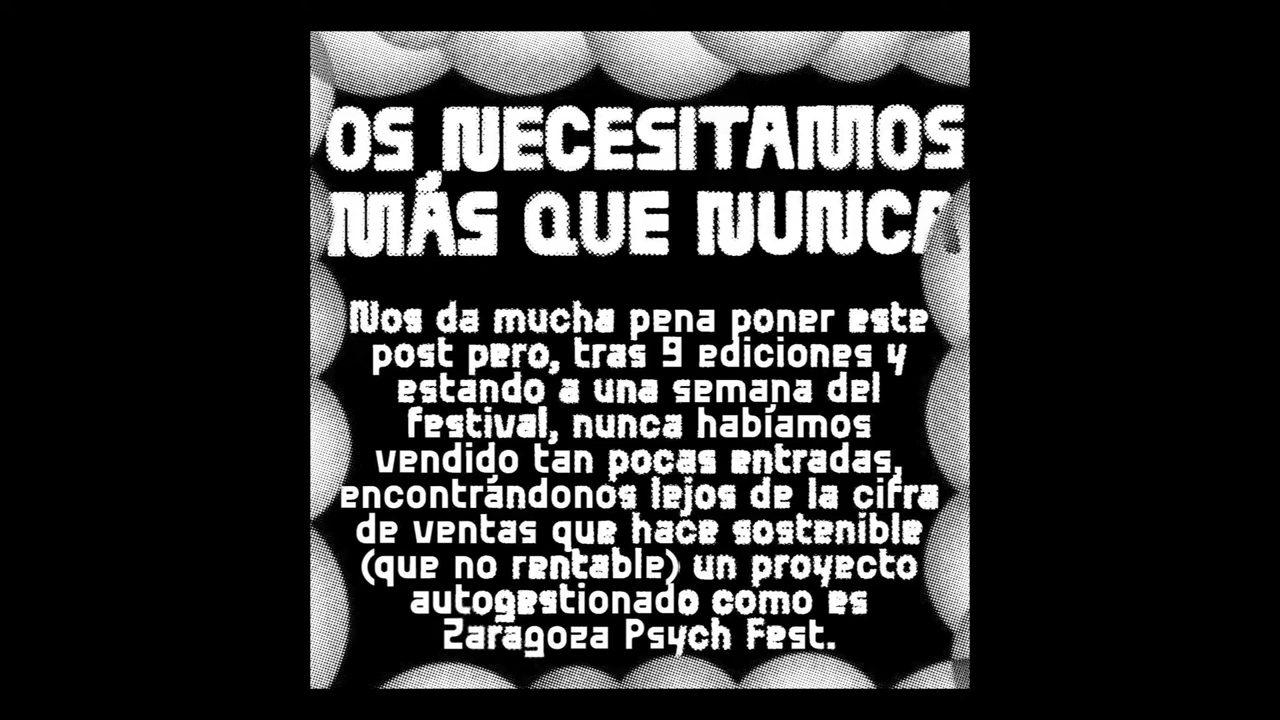 OS NECESITAMOS
MÁS QUE NUNCA
Nos da mucha pena poner este
post pero, tras 9 ediciones y
estando a una semana del
festival, nunca habíamos
vendido tan pocas entradas,
encontrándonos lejos de la cifra
de ventas que hace sostenible
(que no rentable) un proyecto
autogestionado como es
Zaragoza Psych Fest.